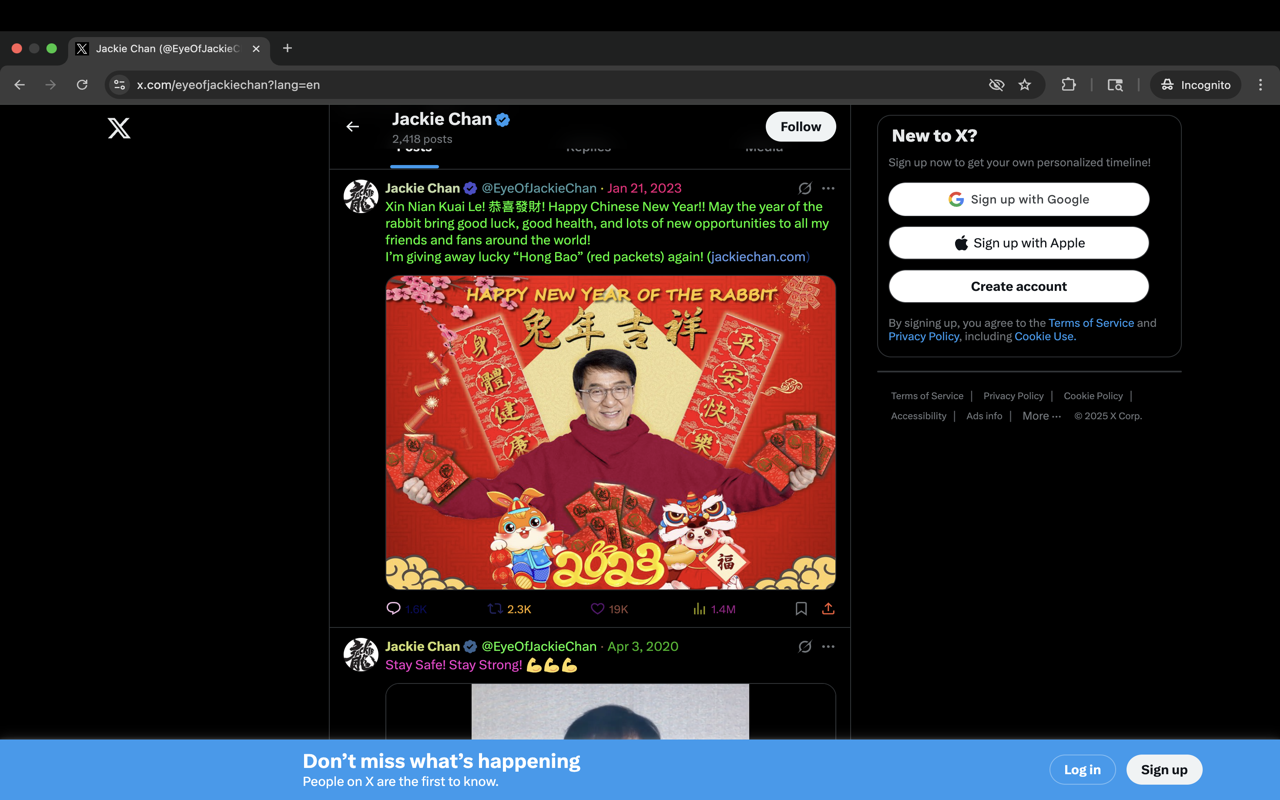 Jackie Chan (@EyeOfJackieC
x.com/eyeofjackiechan?lang=en
Incognito
Jackie Chan
2,418 posts
Follow
Posts
Replies
Media
Jackie Chan @EyeOfJackieChan · Jan 21, 2023
Xin Nian Kuai Le! 恭喜發財! Happy Chinese New Year!! May the year of the
rabbit bring good luck, good health, and lots of new opportunities to all my
friends and fans around the world!
I'm giving away lucky “Hong Bao” (red packets) again! (jackiechan.com)
HAPPY NEW YEAR OF THE RABBIT
兔年吉祥
身體健康
平安快樂
2023
福
1.6K
2.3K
19K
1.4M
Jackie Chan @EyeOfJackieChan · Apr 3, 2020
Stay Safe! Stay Strong! 💪💪💪
New to X?
Sign up now to get your own personalized timeline!
Sign up with Google
Sign up with Apple
Create account
By signing up, you agree to the Terms of Service and
Privacy Policy, including Cookie Use.
Terms of Service | Privacy Policy | Cookie Policy |
Accessibility | Ads info | More ··· © 2025 X Corp.
Don’t miss what’s happening
People on X are the first to know.
Log in
Sign up